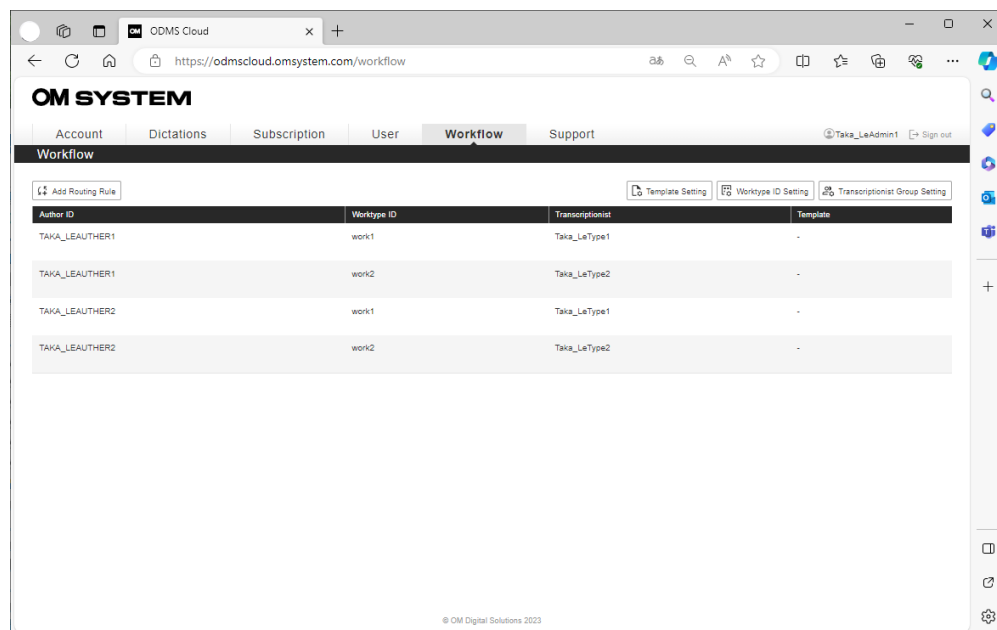 OM ODMS Cloud
https://odmscloud.omsystem.com/workflow
OM SYSTEM
Account Dictations Subscription User Workflow Support Taka_LeAdmin1 Sign out
Workflow
Add Routing Rule Template Setting Worktype ID Setting Transcriptionist Group Setting
Author ID Worktype ID Transcriptionist Template
TAKA_LEAUTHER1 work1 Taka_LeType1 -
TAKA_LEAUTHER1 work2 Taka_LeType2 -
TAKA_LEAUTHER2 work1 Taka_LeType1 -
TAKA_LEAUTHER2 work2 Taka_LeType2 -
© OM Digital Solutions 2023